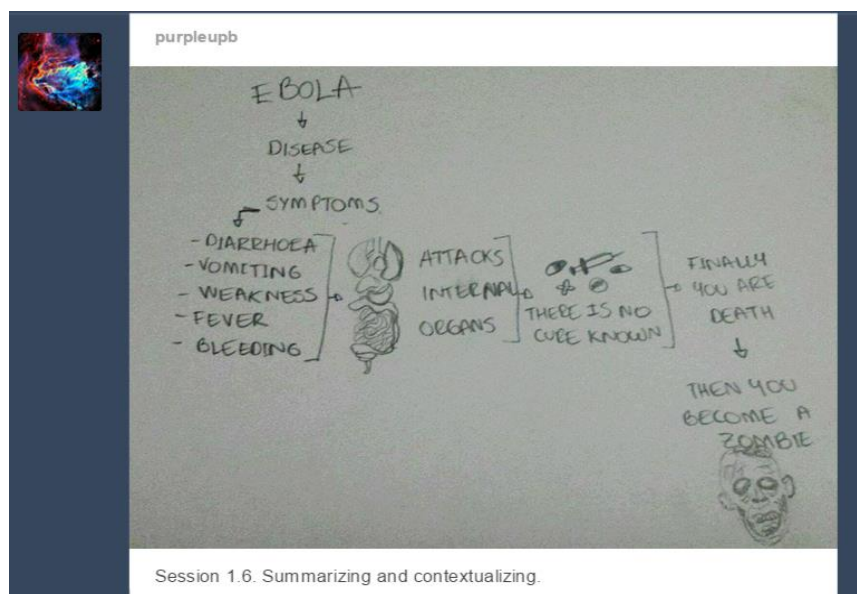 purpleupb
EBOLA
DISEASE
SYMPTOMS
- DIARRHOEA
- VOMITING
- WEAKNESS
- FEVER
- BLEEDING
ATTACKS
INTERNAL
ORGANS
THERE IS NO
CURE KNOWN
FINALLY
YOU ARE
DEATH
THEN YOU
BECOME A
ZOMBIE
Session 1.6. Summarizing and contextualizing.